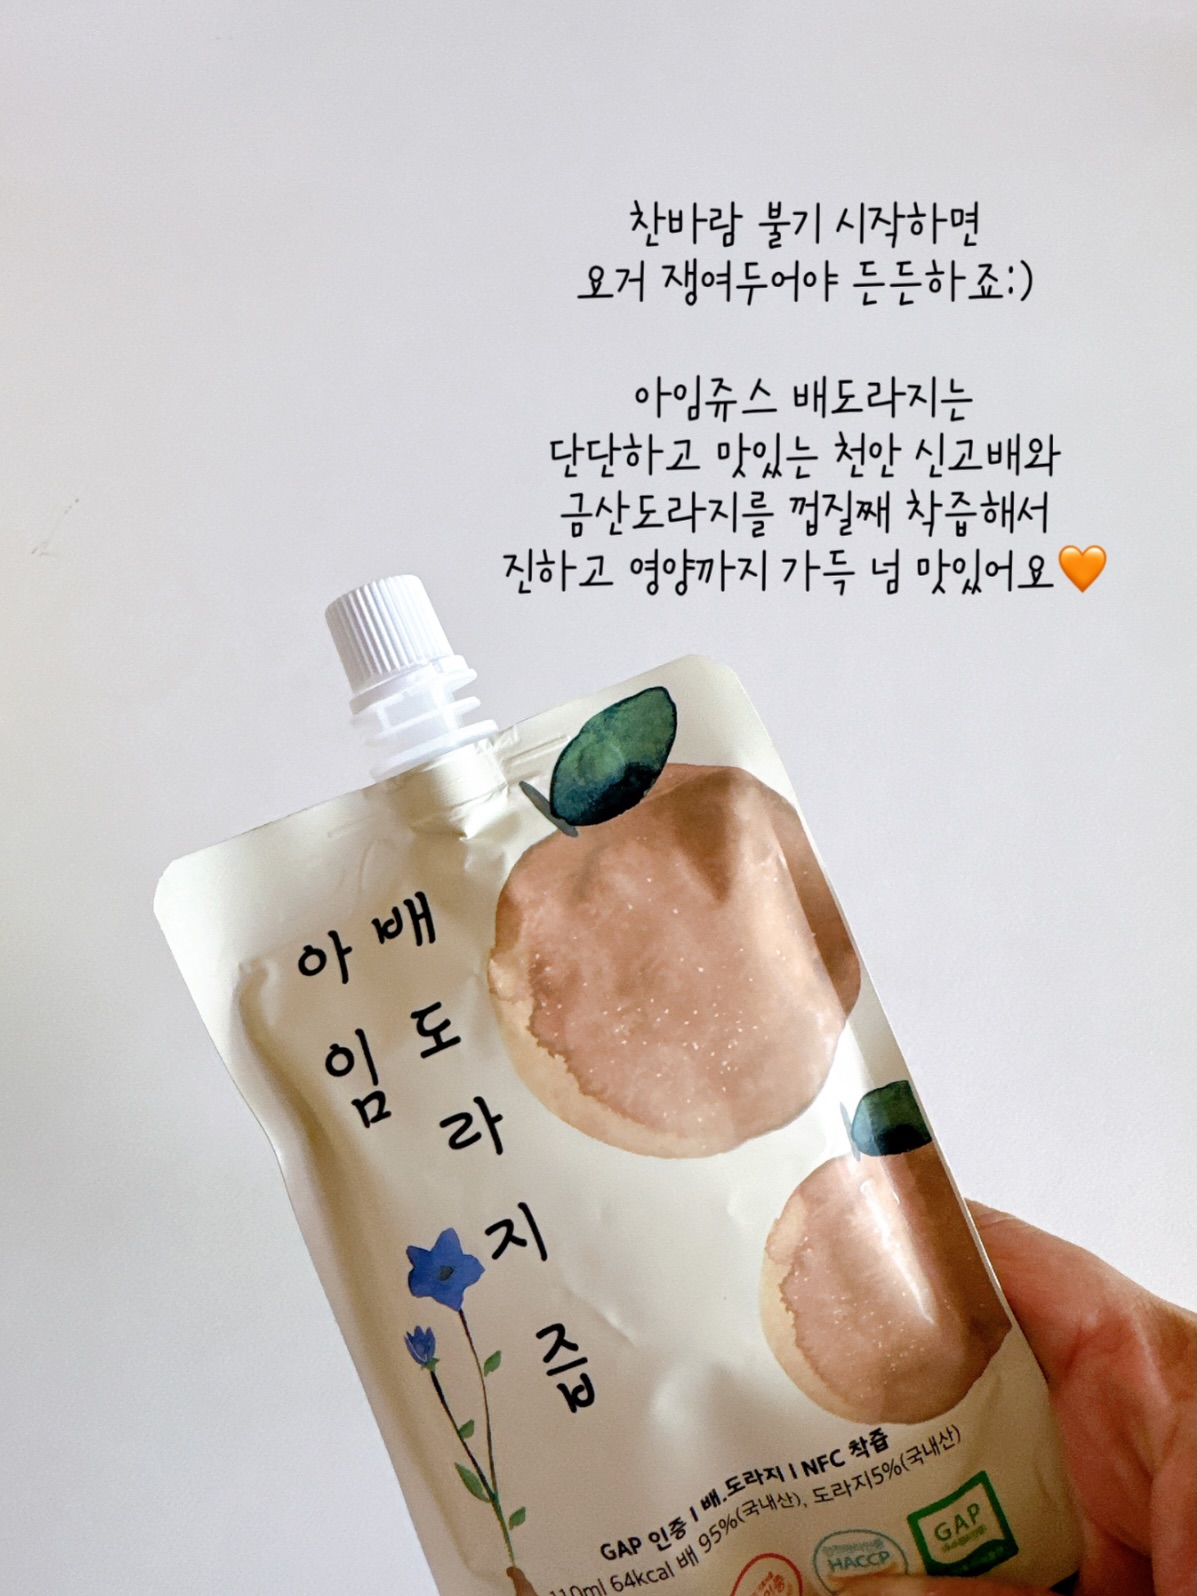 찬바람 불기 시작하면
요거 쟁여두어야 든든하죠:)
아임쥬스 배도라지는
단단하고 맛있는 천안 신고배와
금산도라지를 껍질째 착즙해서
진하고 영양까지 가득 넘 맛있어요🧡
아임
배도라지즙
GAP 인증 I 배.도라지 I NFC 착즙
110ml 64kcal 배 95%(국내산), 도라지5%(국내산)
HACCP
GAP